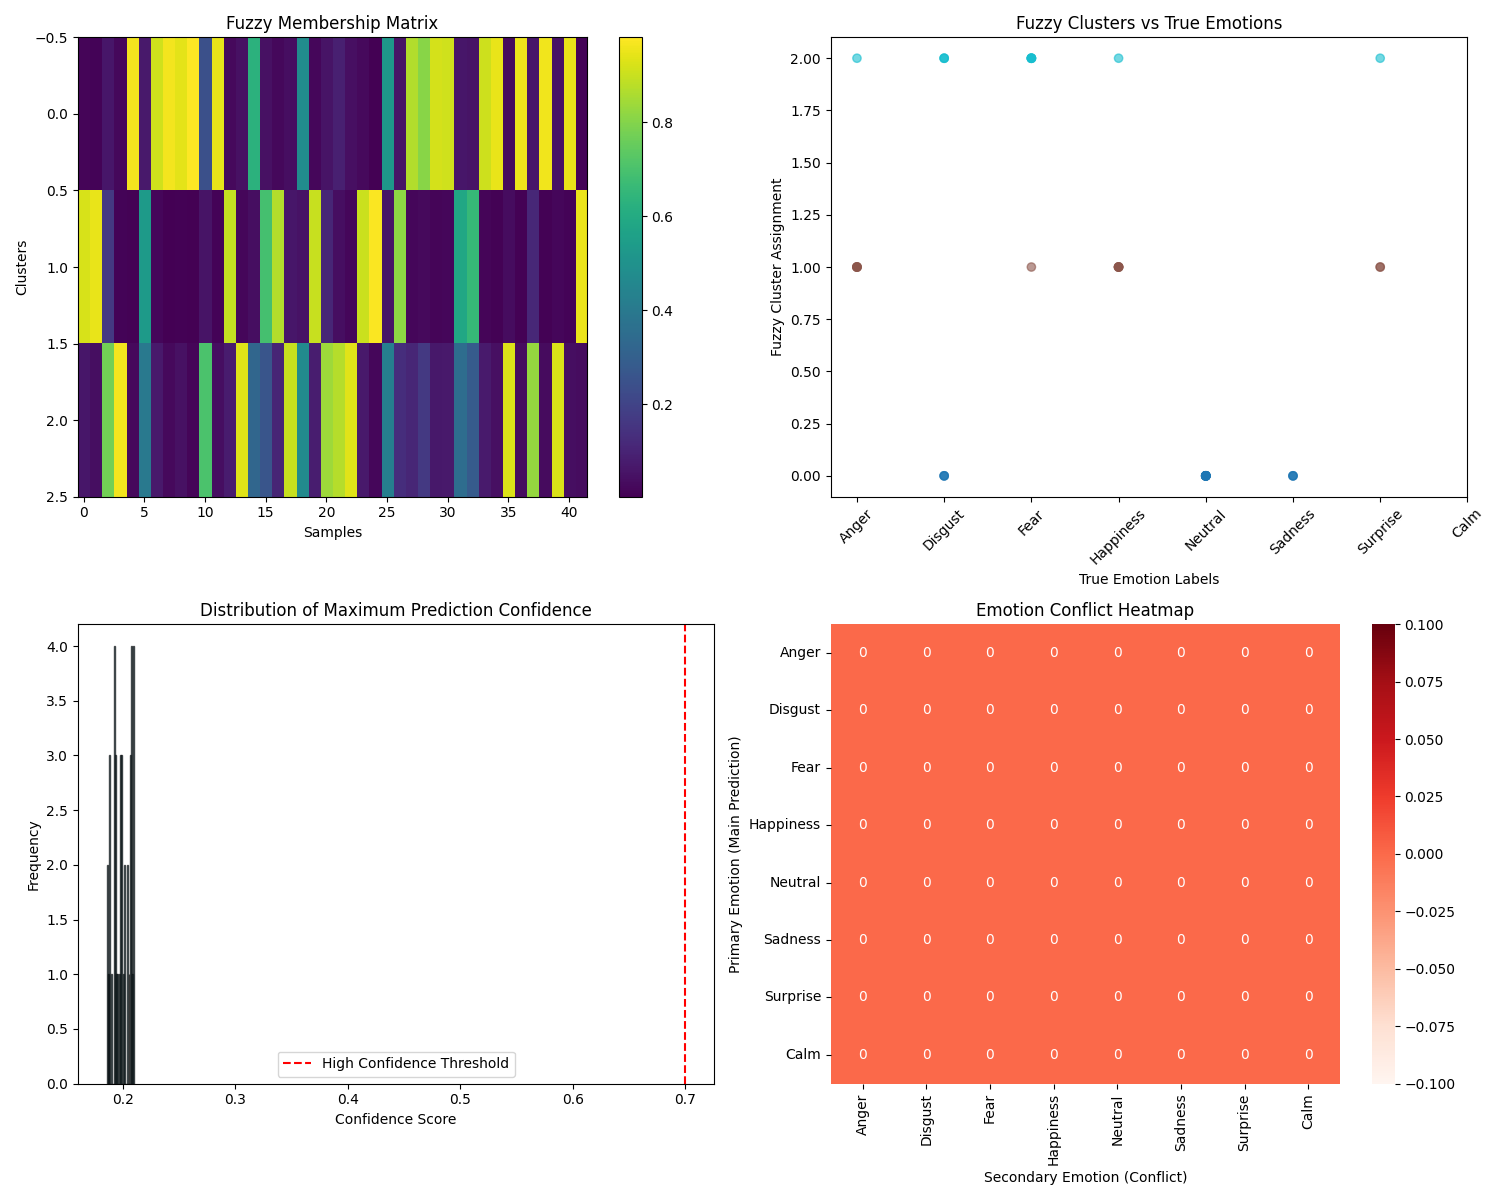 Fuzzy Membership Matrix
−0.5
0.0
0.5
1.0
1.5
2.0
2.5
Clusters
0 5 10 15 20 25 30 35 40
Samples
0.8
0.6
0.4
0.2
Fuzzy Clusters vs True Emotions
2.00
1.75
1.50
1.25
1.00
0.75
0.50
0.25
0.00
Fuzzy Cluster Assignment
Anger Disgust Fear Happiness Neutral Sadness Surprise Calm
True Emotion Labels
Distribution of Maximum Prediction Confidence
4.0
3.5
3.0
2.5
2.0
1.5
1.0
0.5
0.0
Frequency
High Confidence Threshold
0.2 0.3 0.4 0.5 0.6 0.7
Confidence Score
Emotion Conflict Heatmap
Primary Emotion (Main Prediction)
Anger 0 0 0 0 0 0 0 0
Disgust 0 0 0 0 0 0 0 0
Fear 0 0 0 0 0 0 0 0
Happiness 0 0 0 0 0 0 0 0
Neutral 0 0 0 0 0 0 0 0
Sadness 0 0 0 0 0 0 0 0
Surprise 0 0 0 0 0 0 0 0
Calm 0 0 0 0 0 0 0 0
Anger Disgust Fear Happiness Neutral Sadness Surprise Calm
Secondary Emotion (Conflict)
0.100
0.075
0.050
0.025
0.000
−0.025
−0.050
−0.075
−0.100